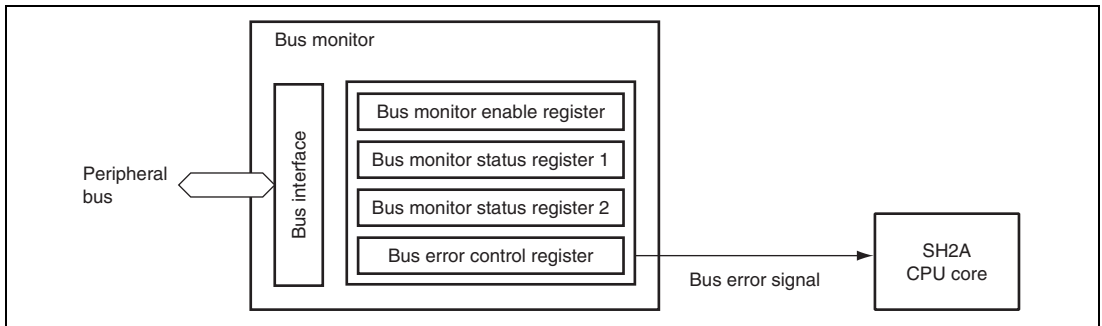 Bus monitor
Bus interface
Bus monitor enable register
Bus monitor status register 1
Bus monitor status register 2
Bus error control register
Peripheral
bus
Bus error signal
SH2A
CPU core